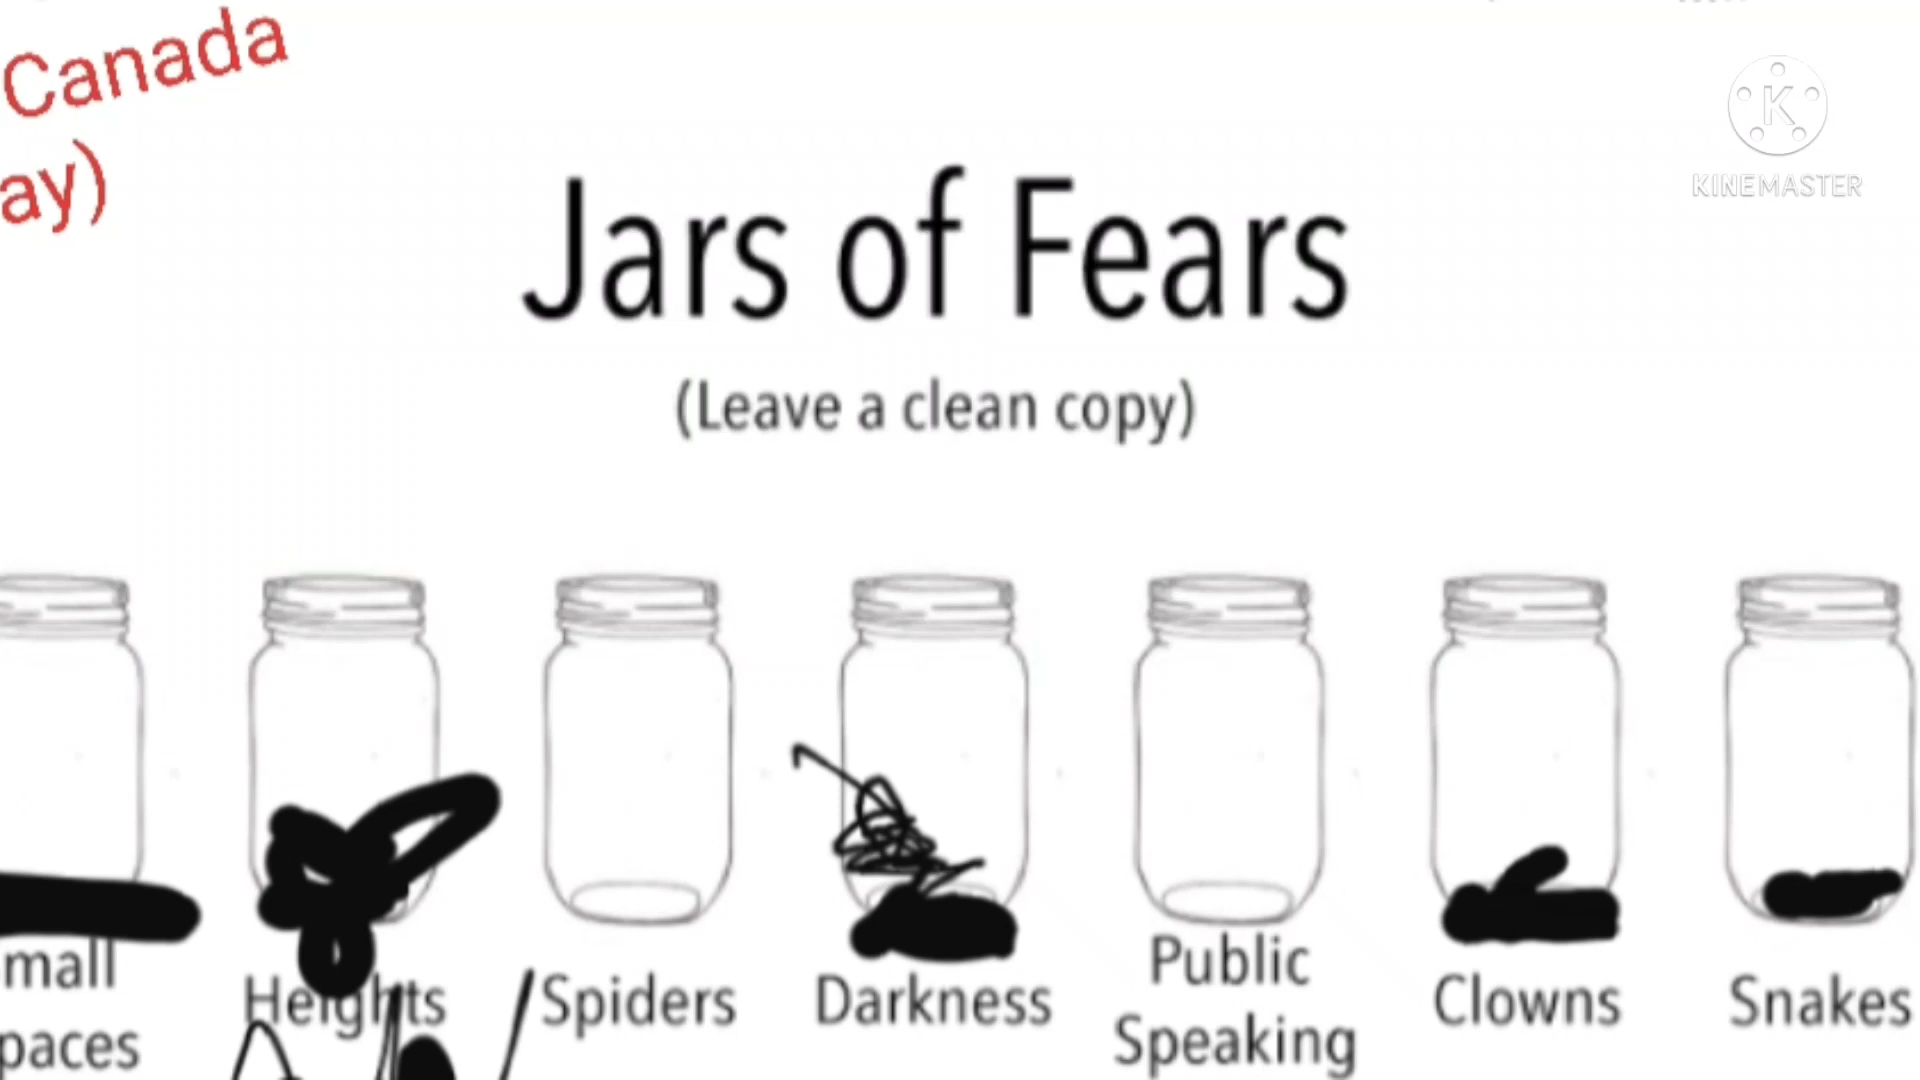 Canada
ay)
K
KINEMASTER
Jars of Fears
(Leave a clean copy)
mall
paces
Heights
Spiders
Darkness
Public
Speaking
Clowns
Snakes